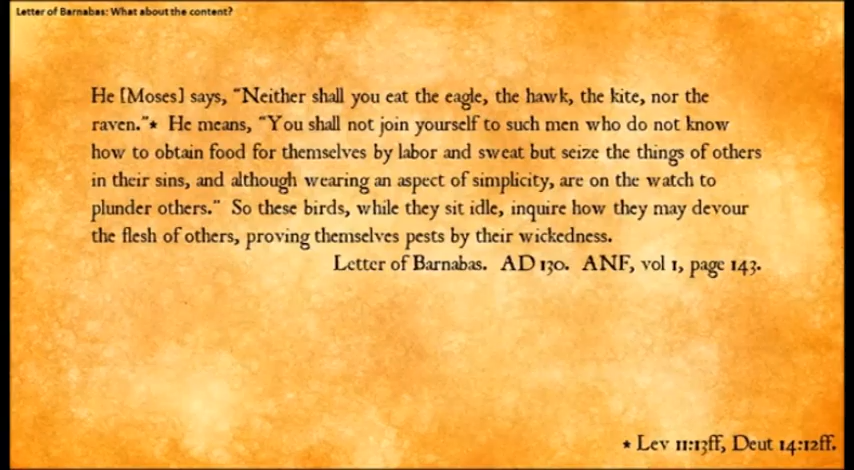 Letter of Barnabas: What about the content?
He [Moses] says, "Neither shall you eat the eagle, the hawk, the kite, nor the
raven."* He means, "You shall not join yourself to such men who do not know
how to obtain food for themselves by labor and sweat but seize the things of others
in their sins, and although wearing an aspect of simplicity, are on the watch to
plunder others." So these birds, while they sit idle, inquire how they may devour
the flesh of others, proving themselves pests by their wickedness.
Letter of Barnabas. AD 130. ANF, vol 1, page 143.
* Lev 11:13ff, Deut 14:12ff.